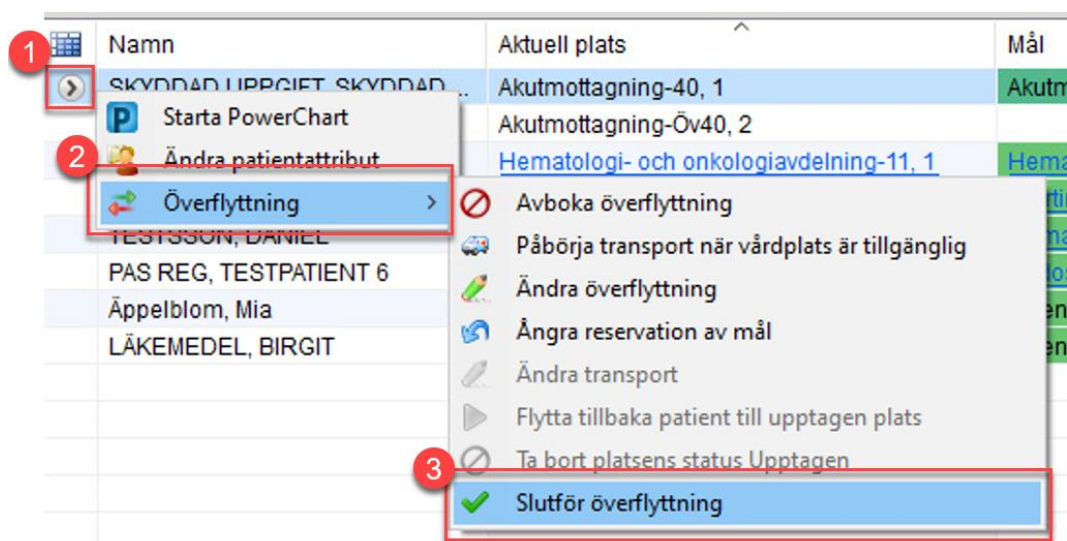 1
Namn Aktuell plats Mål
SKYDDAD UPPGIFT, SKYDDAD ... Akutmottagning-40, 1 Akutm
P Starta PowerChart Akutmottagning-Öv40, 2
2 Ändra patientattribut Hematologi- och onkologiavdelning-11, 1 Hema
Överflyttning Avboka överflyttning
TESTSSON, DANIEL Påbörja transport när vårdplats är tillgänglig
PAS REG, TESTPATIENT 6 Ändra överflyttning
Äppelblom, Mia Ångra reservation av mål
LÄKEMEDEL, BIRGIT Ändra transport
Flytta tillbaka patient till upptagen plats
3 Ta bort platsens status Upptagen
Slutför överflyttning